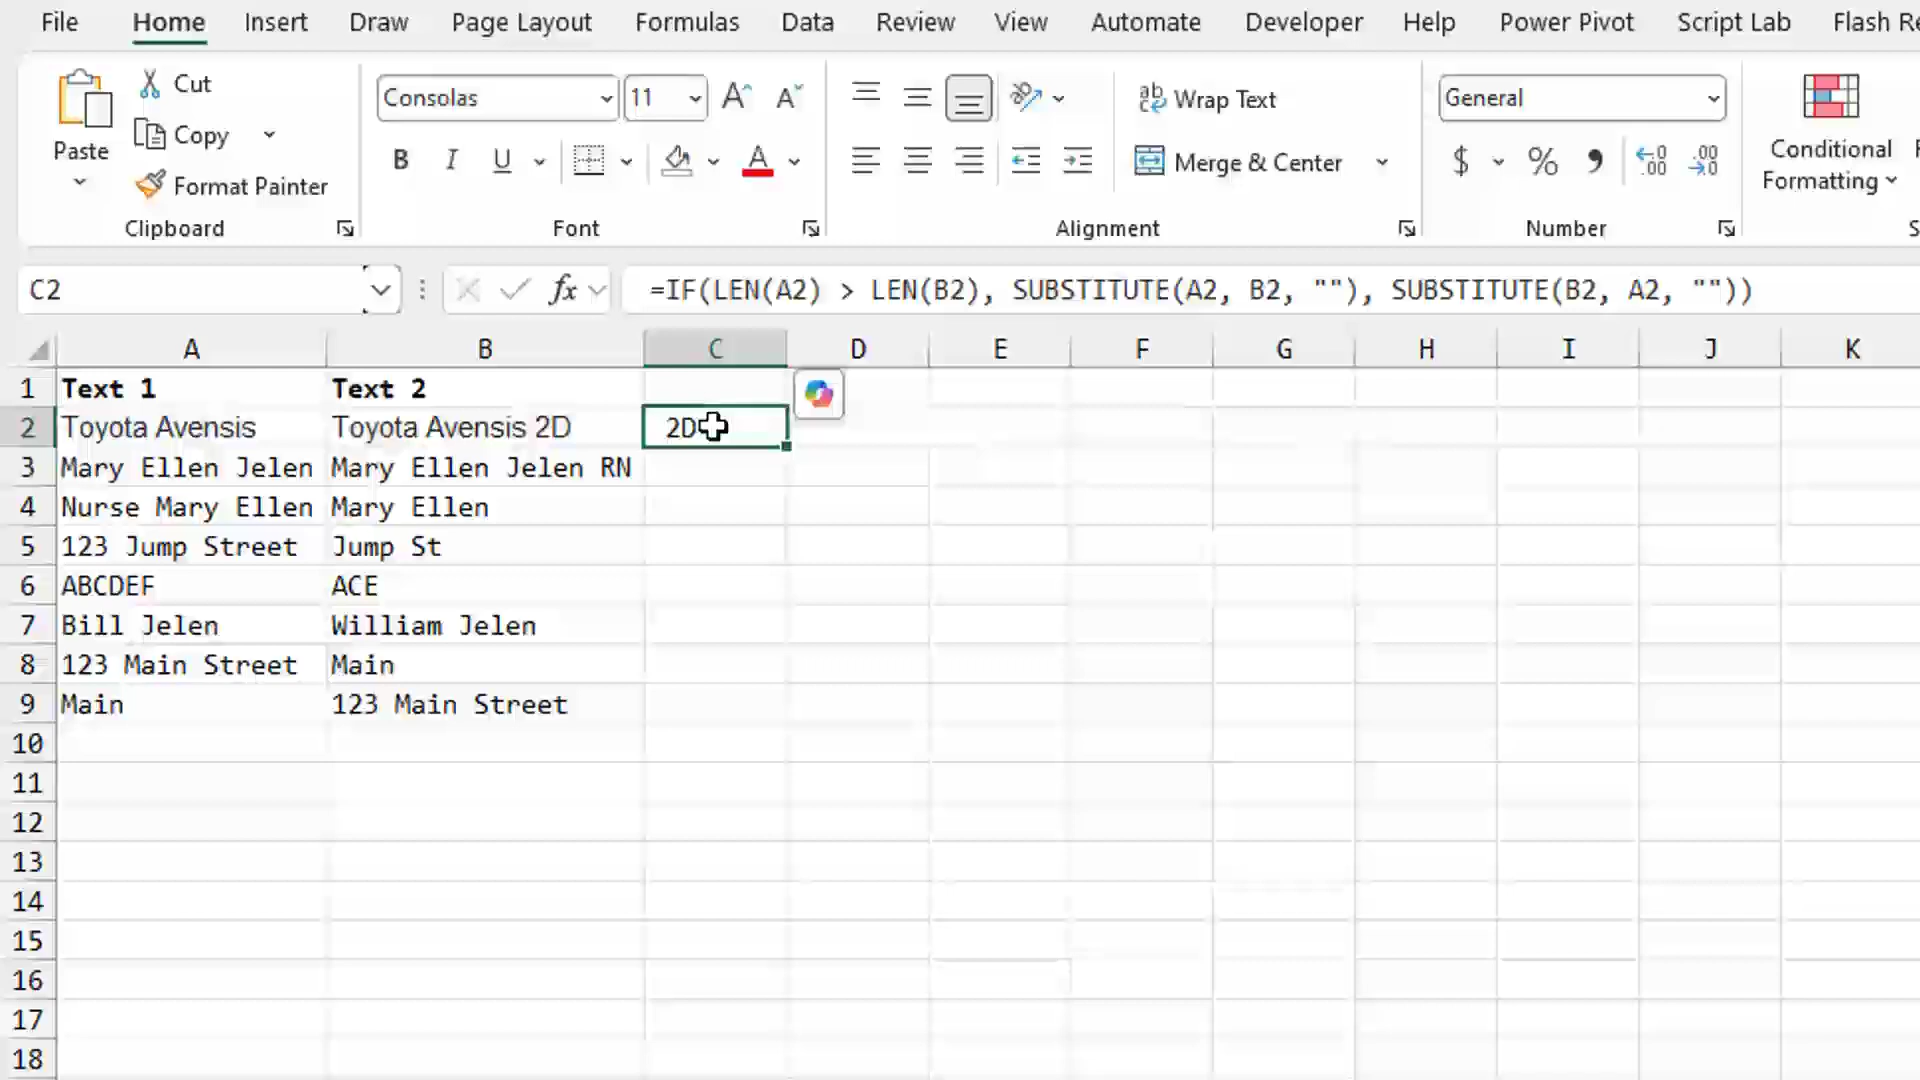 File Home Insert Draw Page Layout Formulas Data Review View Automate Developer Help Power Pivot Script Lab Flash Re
Paste
Cut
Copy
Format Painter
Clipboard
Consolas 11
B I U A
Font
Wrap Text
Merge & Center
Alignment
General
$ % 9 .00
Number
Conditional
Formatting
C2 fx =IF(LEN(A2) > LEN(B2), SUBSTITUTE(A2, B2, ""), SUBSTITUTE(B2, A2, ""))
A B C D E F G H I J K
1 Text 1 Text 2
2 Toyota Avensis Toyota Avensis 2D 2D
3 Mary Ellen Jelen Mary Ellen Jelen RN
4 Nurse Mary Ellen Mary Ellen
5 123 Jump Street Jump St
6 ABCDEF ACE
7 Bill Jelen William Jelen
8 123 Main Street Main
9 Main 123 Main Street
10
11
12
13
14
15
16
17
18